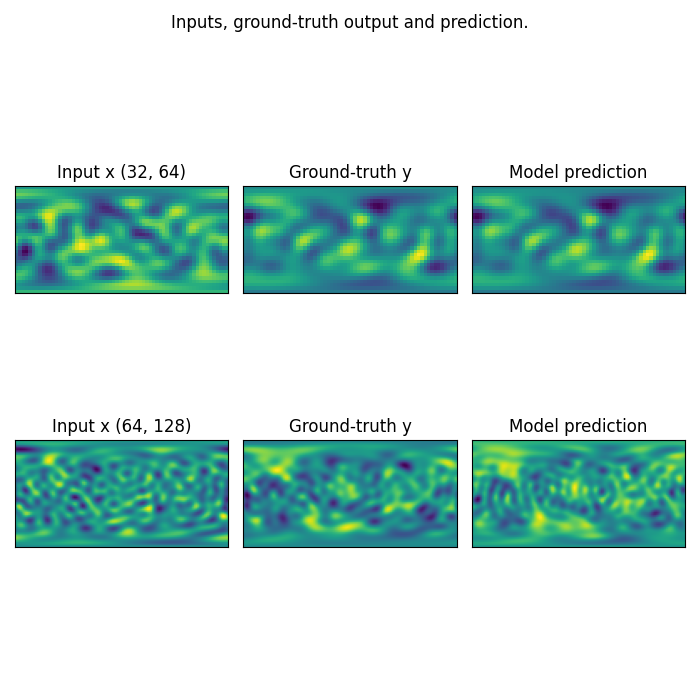 Inputs, ground-truth output and prediction.
Input x (32, 64)
Ground-truth y
Model prediction
Input x (64, 128)
Ground-truth y
Model prediction